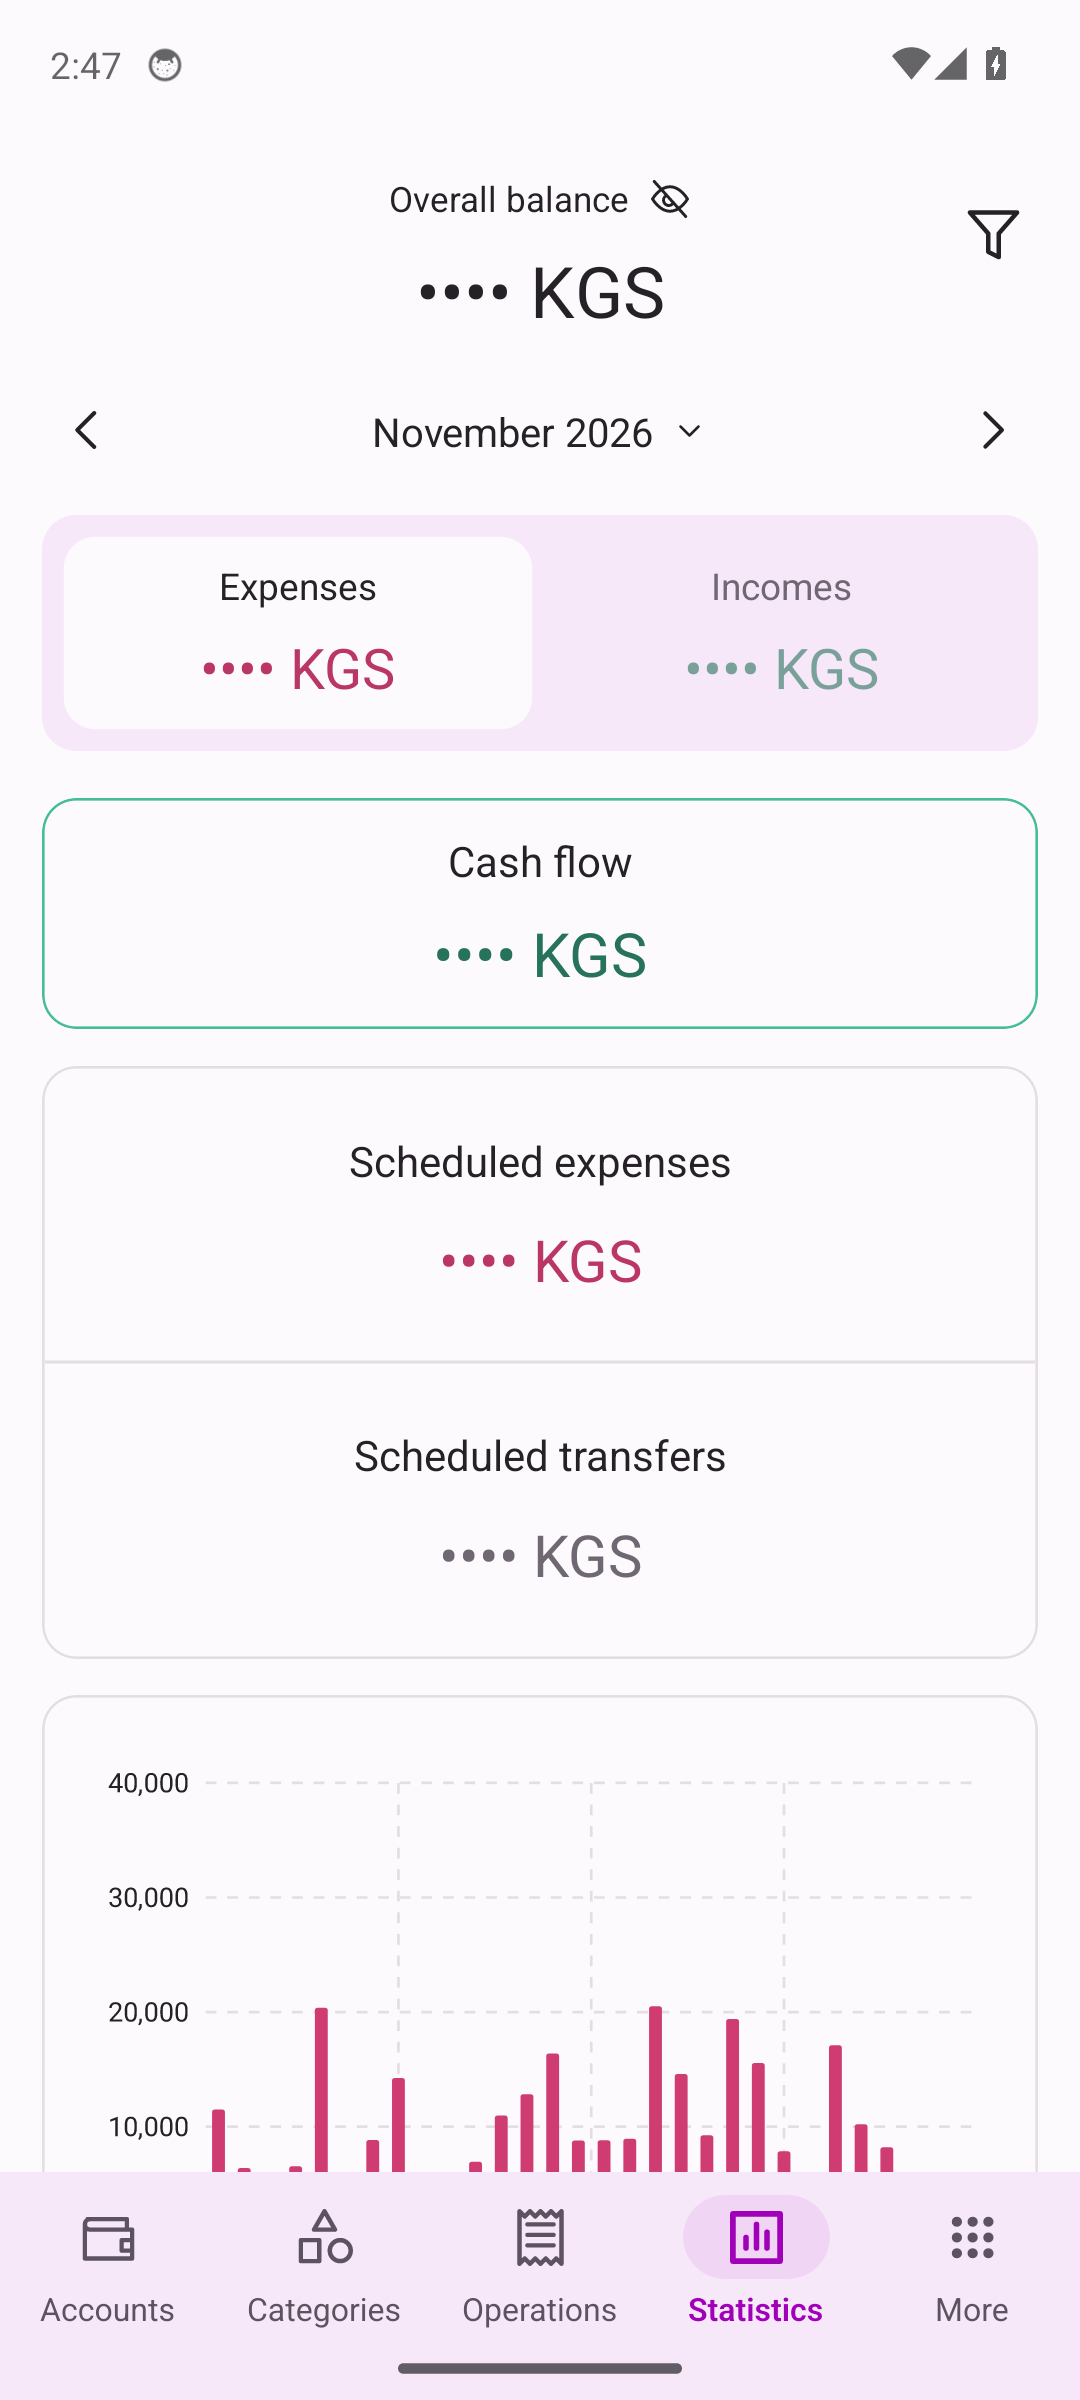 2:47
Overall balance
•••• KGS
November 2026
Expenses
•••• KGS
Incomes
•••• KGS
Cash flow
•••• KGS
Scheduled expenses
•••• KGS
Scheduled transfers
•••• KGS
40,000
30,000
20,000
10,000
Accounts
Categories
Operations
Statistics
More